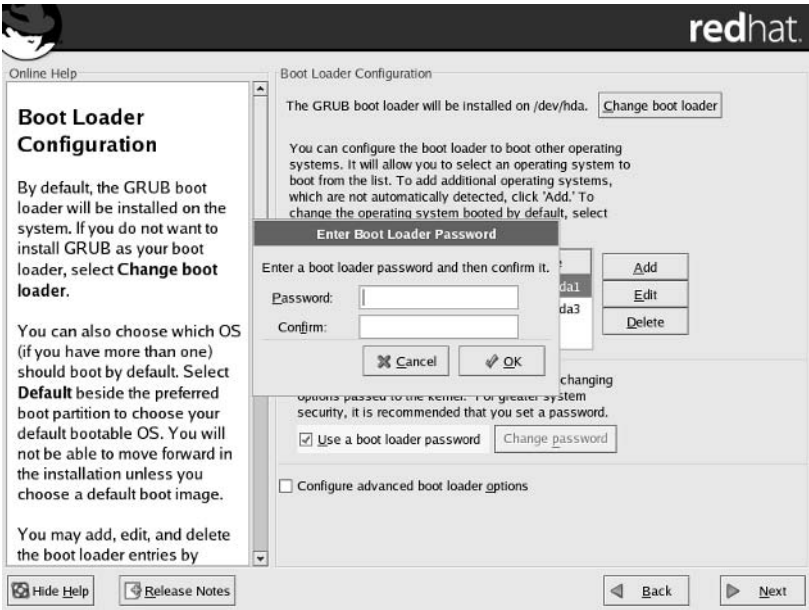 redhat.
Online Help
Boot Loader
Configuration
By default, the GRUB boot
loader will be installed on the
system. If you do not want to
install GRUB as your boot
loader, select Change boot
loader.
You can also choose which OS
(if you have more than one)
should boot by default. Select
Default beside the preferred
boot partition to choose your
default bootable OS. You will
not be able to move forward in
the installation unless you
choose a default boot image.
You may add, edit, and delete
the boot loader entries by
Boot Loader Configuration
The GRUB boot loader will be installed on /dev/hda.
Change boot loader
You can configure the boot loader to boot other operating
systems. It will allow you to select an operating system to
boot from the list. To add additional operating systems,
which are not automatically detected, click 'Add.' To
change the operating system booted by default, select
Enter Boot Loader Password
Enter a boot loader password and then confirm it.
Password:
Confirm:
Cancel
OK
da1
da3
Add
Edit
Delete
changing
options passed to the kernel. For greater system
security, it is recommended that you set a password.
Use a boot loader password
Change password
Configure advanced boot loader options
Hide Help
Release Notes
Back
Next